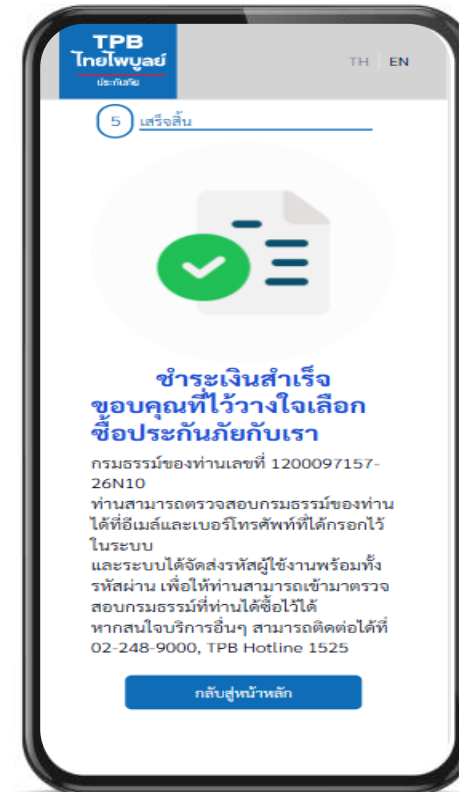 TPB
ไทยไพบูลย์
ประกันภัย
TH EN
5 เสร็จสิ้น
ชำระเงินสำเร็จ
ขอบคุณที่ไว้วางใจเลือก
ซื้อประกันภัยกับเรา
กรมธรรม์ของท่านเลขที่ 1200097157-
26N10
ท่านสามารถตรวจสอบกรมธรรม์ของท่าน
ได้ที่อีเมล์และเบอร์โทรศัพท์ที่ได้กรอกไว้
ในระบบ
และระบบได้จัดส่งรหัสผู้ใช้งานพร้อมทั้ง
รหัสผ่าน เพื่อให้ท่านสามารถเข้ามาตรวจ
สอบกรมธรรม์ที่ท่านได้ซื้อไว้ได้
หากสนใจบริการอื่นๆ สามารถติดต่อได้ที่
02-248-9000, TPB Hotline 1525
กลับสู่หน้าหลัก